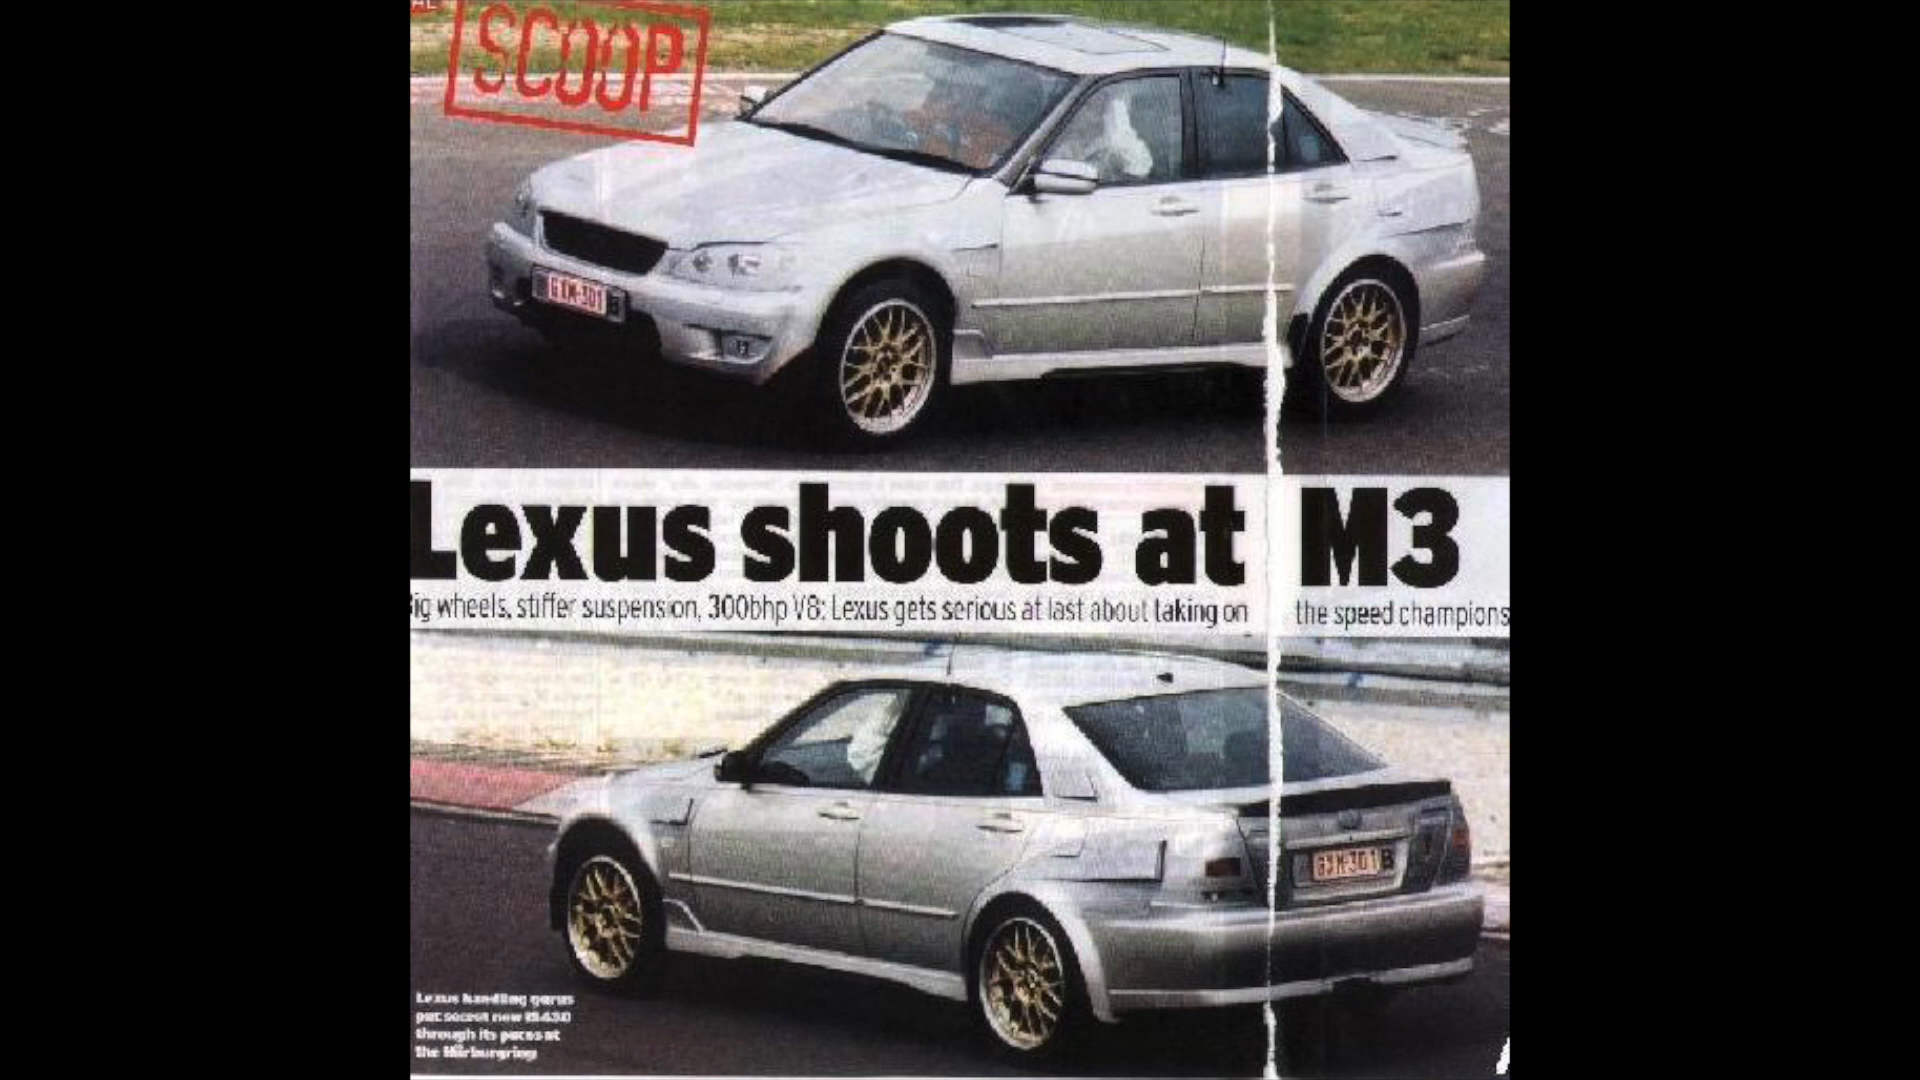 SCOOP
Lexus shoots at M3
ig wheels, stiffer suspension, 300bhp V8: Lexus gets serious at last about taking on the speed champions
Lexus handling gurus
put secret new IS430
through its paces at
the Nürburgring